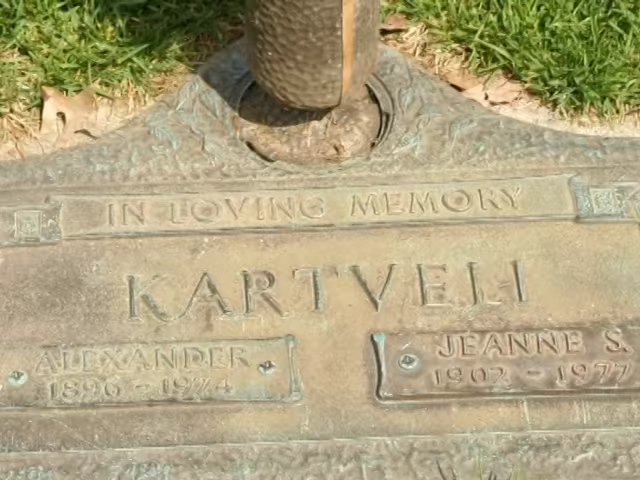 IN LOVING MEMORY
KARTVELI
ALEXANDER
1896 - 1974
JEANNE S.
1902 - 1977